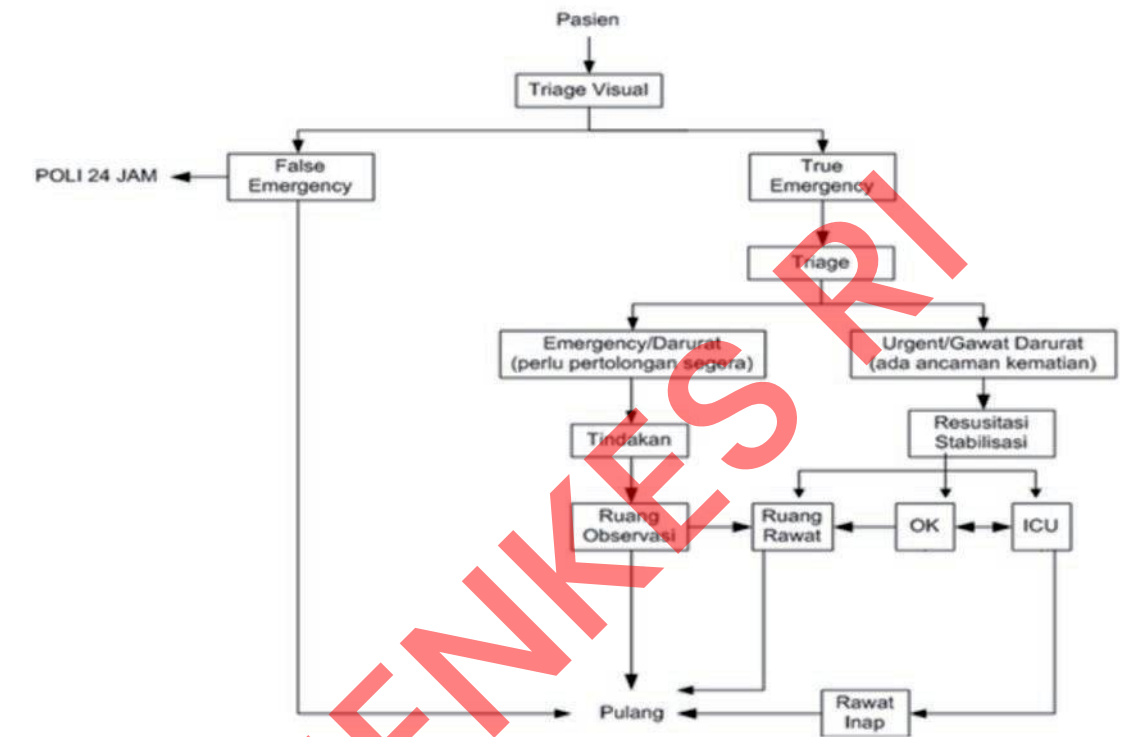 Pasien
Triage Visual
POLI 24 JAM
False
Emergency
True
Emergency
Triage
Emergency/Darurat
(perlu pertolongan segera)
Urgent/Gawat Darurat
(ada ancaman kematian)
Tindakan
Resusitasi
Stabilisasi
Ruang
Observasi
Ruang
Rawat
OK
ICU
Pulang
Rawat
Inap
ENKES RI